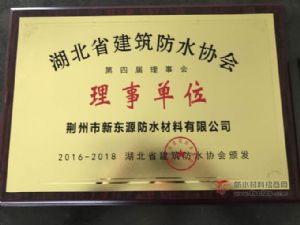 湖北省建筑防水协会
第四届理事会
理事单位
荆州市新东源防水材料有限公司
2016-2018 湖北省建筑防水协会颁发